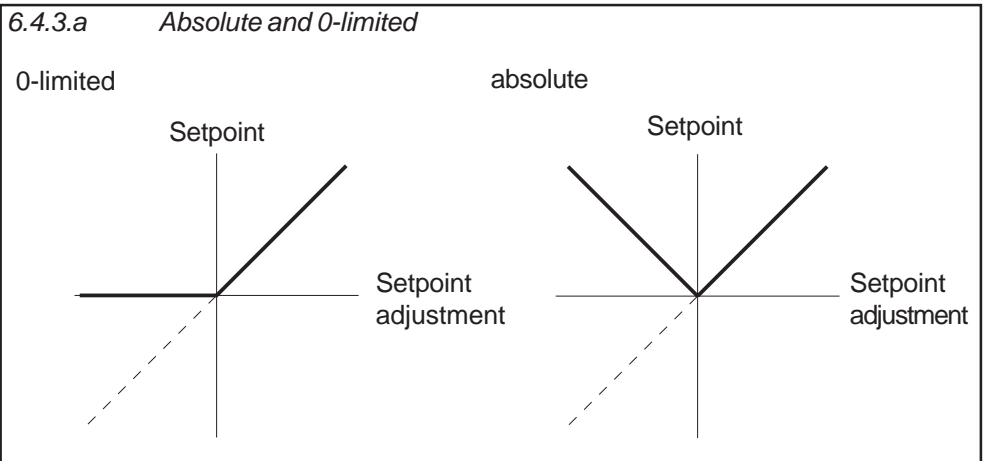 6.4.3.a Absolute and 0-limited
0-limited
absolute
Setpoint
Setpoint
Setpoint
adjustment
Setpoint
adjustment